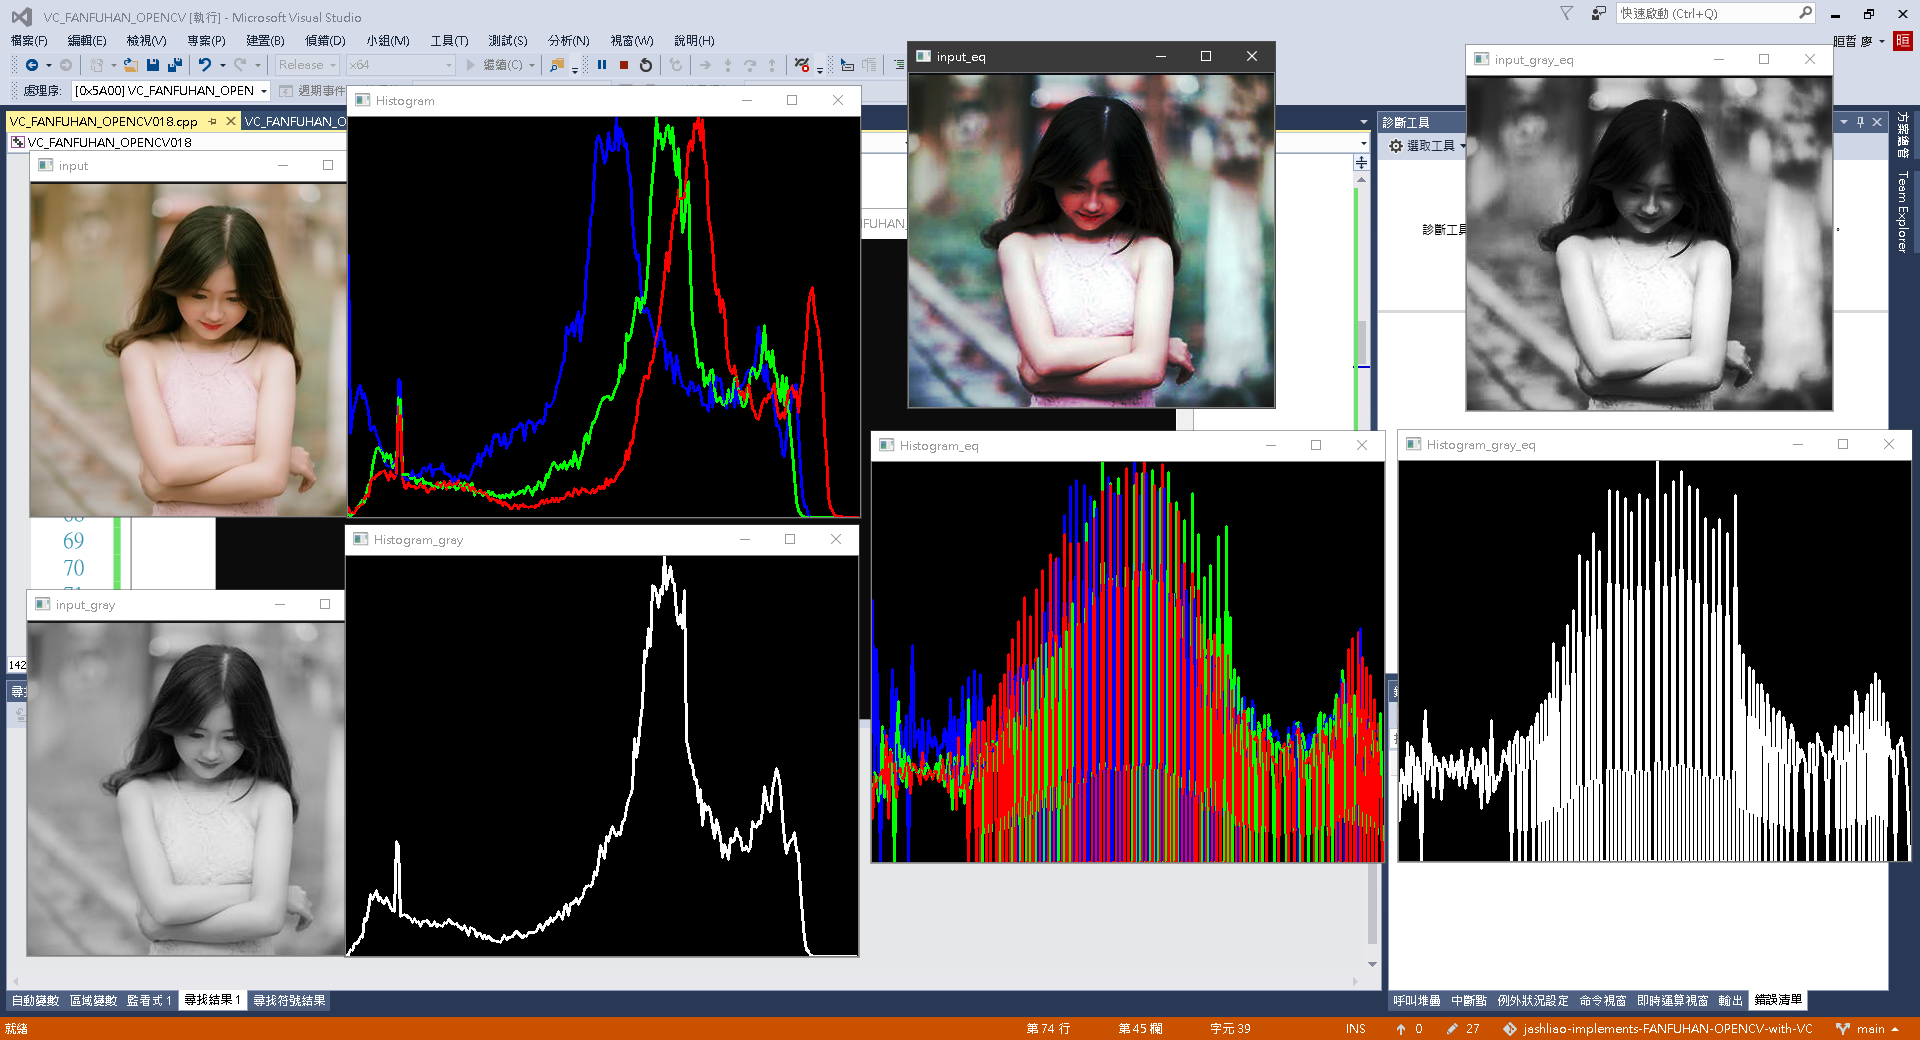 VC_FANFUHAN_OPENCV [執行] - Microsoft Visual Studio
快速啟動 (Ctrl+Q)
檔案(F) 編輯(E) 檢視(V) 專案(P) 建置(B) 偵錯(D) 小組(M) 工具(T) 測試(S) 分析(N) 視窗(W) 說明(H)
晅哲 廖
晅
Release x64 繼續(C)
處理序: [0x5A00] VC_FANFUHAN_OPEN 週期事件
VC_FANFUHAN_OPENCV018.cpp VC_FANFUHAN_O
VC_FANFUHAN_OPENCV018
input
Histogram
input_eq
input_gray_eq
診斷工具
選取工具
診斷工具
方案總管
Team Explorer
FUHAN_
Histogram_eq
Histogram_gray_eq
68
69
70
71
Histogram_gray
input_gray
142
自動變數 區域變數 監看式 1 尋找結果 1 尋找符號結果
呼叫堆疊 中斷點 例外狀況設定 命令視窗 即時運算視窗 輸出 錯誤清單
就緒 第 74 行 第 45 欄 字元 39 INS 0 27 jashliao-implements-FANFUHAN-OPENCV-with-VC main